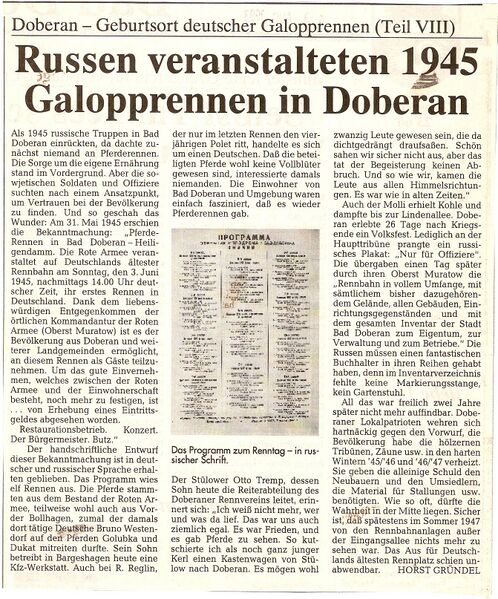 Doberan – Geburtsort deutscher Galopprennen (Teil VIII)
Russen veranstalteten 1945
Galopprennen in Doberan
Als 1945 russische Truppen in Bad
Doberan einrückten, da dachte zu-
nächst niemand an Pferderennen.
Die Sorge um die eigene Ernährung
stand im Vordergrund. Aber die so-
wjetischen Soldaten und Offiziere
suchten nach einem Ansatzpunkt,
um Vertrauen bei der Bevölkerung
zu finden. Und so geschah das
Wunder: Am 31. Mai 1945 erschien
die Bekanntmachung: „Pferde-
Rennen in Bad Doberan – Heili-
gendamm. Die Rote Armee veran-
staltet auf Deutschlands ältester
Rennbahn am Sonntag, den 3. Juni
1945, nachmittags 14.00 Uhr deut-
scher Zeit, ihr erstes Rennen in
Deutschland. Dank dem liebens-
würdigen Entgegenkommen der
örtlichen Kommandantur der Roten
Armee (Oberst Muratow) ist es der
Bevölkerung aus Doberan und wei-
terer Landgemeinden ermöglicht,
an diesem Rennen als Gäste teilzu-
nehmen. Um das gute Einverneh-
men, welches zwischen der Roten
Armee und der Einwohnerschaft
besteht, noch mehr zu festigen, ist
. . . von Erhebung eines Eintritts-
geldes abgesehen worden.
Restaurationsbetrieb. Konzert.
Der Bürgermeister. Butz.“
Der handschriftliche Entwurf
dieser Bekanntmachung ist in deut-
scher und russischer Sprache erhal-
ten geblieben. Das Programm wies
elf Rennen aus. Die Pferde stamm-
ten aus dem Bestand der Roten Ar-
mee, teilweise wohl auch aus Vor-
der Bollhagen, zumal der damals
dort tätige Deutsche Bruno Westen-
dorf auf den Pferden Golubka und
Dukat mitreiten durfte. Sein Sohn
betreibt in Bargeshagen heute eine
Kfz-Werkstatt. Auch bei R. Reglin,
der nur im letzten Rennen den vier-
jährigen Polet ritt, handelte es sich
um einen Deutschen. Daß die betei-
ligten Pferde wohl keine Vollblüter
gewesen sind, interessierte damals
niemanden. Die Einwohner von
Bad Doberan und Umgebung waren
einfach fasziniert, daß es wieder
Pferderennen gab.
ПРОГРАММА
Das Programm zum Renntag – in rus-
sischer Schrift.
Der Stülower Otto Tremp, dessen
Sohn heute die Reiterabteilung des
Doberaner Rennvereins leitet, erin-
nert sich: „Ich weiß nicht mehr, wer
und was da lief. Das war uns auch
ziemlich egal. Es war Frieden, und
es gab Pferde zu sehen. So kut-
schierte ich als noch ganz junger
Kerl einen Kastenwagen von Stü-
low nach Doberan. Es mögen wohl
zwanzig Leute gewesen sein, die da
dichtgedrängt draufsaßen. Schön
sahen wir sicher nicht aus, aber das
tat der Begeisterung keinen Ab-
bruch. Und so wie wir, kamen die
Leute aus allen Himmelsrichtun-
gen. Es war wie in alten Zeiten.“
Auch der Molli erhielt Kohle und
dampfte bis zur Lindenallee. Dobe-
ran erlebte 26 Tage nach Kriegs-
ende ein Volksfest. Lediglich an der
Haupttribüne prangte ein russi-
sches Plakat: „Nur für Offiziere“.
Die übergaben einen Tag später
durch ihren Oberst Muratow die
„Rennbahn in vollem Umfange, mit
sämtlichem bisher dazugehören-
dem Gelände, allen Gebäuden, Ein-
richtungsgegenständen und mit
dem gesamten Inventar der Stadt
Bad Doberan zum Eigentum, zur
Verwaltung und zum Betriebe.“ Die
Russen müssen einen fantastischen
Buchhalter in ihren Reihen gehabt
haben, denn im Inventarverzeichnis
fehlte keine Markierungsstange,
kein Gartenstuhl.
All das war freilich zwei Jahre
später nicht mehr auffindbar. Dobe-
raner Lokalpatrioten wehren sich
hartnäckig gegen den Vorwurf, die
Bevölkerung habe die hölzernen
Tribünen, Zäune usw. in den harten
Wintern '45/'46 und '46/'47 verheizt.
Sie geben die alleinige Schuld den
Neubauern und den Umsiedlern,
die Material für Stallungen usw.
benötigten. Wie so oft, dürfte die
Wahrheit in der Mitte liegen. Sicher
ist, daß spätestens im Sommer 1947
von den Rennbahnanlagen außer
der Eingangsallee nichts mehr zu
sehen war. Das Aus für Deutsch-
lands ältesten Rennplatz schien un-
abwendbar. HORST GRÜNDEL